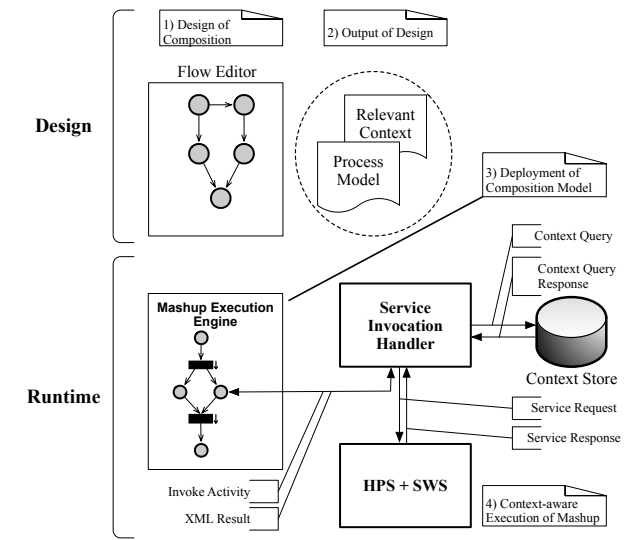 1) Design of
Composition
2) Output of Design
Flow Editor
Design
Relevant
Context
Process
Model
3) Deployment of
Composition Model
Context Query
Context Query
Response
Mashup Execution
Engine
Service
Invocation
Handler
Context Store
Runtime
Service Request
Service Response
HPS + SWS
Invoke Activity
XML Result
4) Context-aware
Execution of Mashup